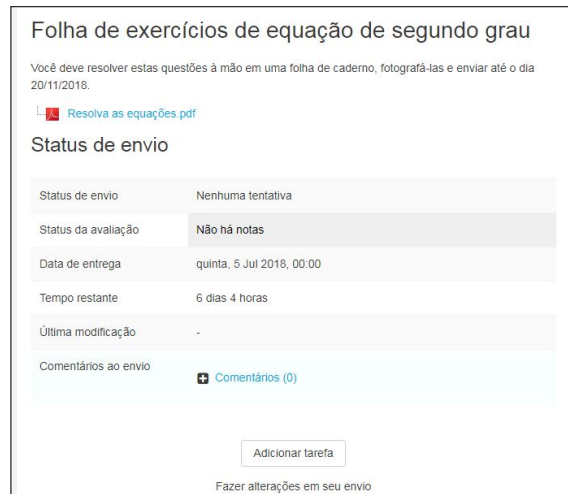 Folha de exercícios de equação de segundo grau
Você deve resolver estas questões à mão em uma folha de caderno, fotografá-las e enviar até o dia
20/11/2018.
Resolva as equações.pdf
Status de envio
Status de envio Nenhuma tentativa
Status da avaliação Não há notas
Data de entrega quinta, 5 Jul 2018, 00:00
Tempo restante 6 dias 4 horas
Última modificação -
Comentários ao envio
Comentários (0)
Adicionar tarefa
Fazer alterações em seu envio